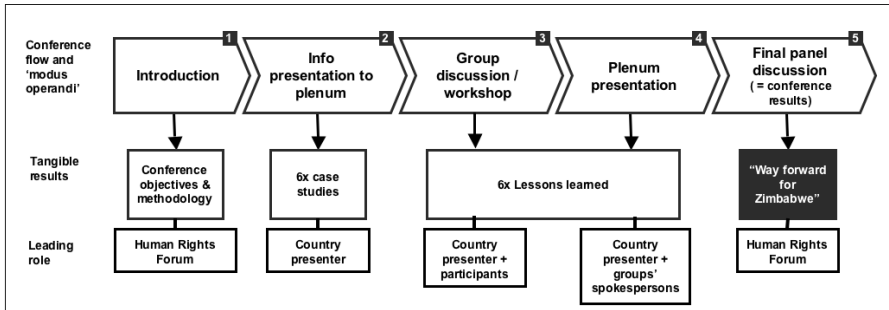 Conference
flow and
‘modus
operandi’
1
Introduction
2
Info
presentation to
plenum
3
Group
discussion /
workshop
4
Plenum
presentation
5
Final panel
discussion
( = conference
results)
Tangible
results
Conference
objectives &
methodology
6x case
studies
6x Lessons learned
“Way forward
for
Zimbabwe”
Leading
role
Human Rights
Forum
Country
presenter
Country
presenter +
participants
Country
presenter +
groups’
spokespersons
Human Rights
Forum